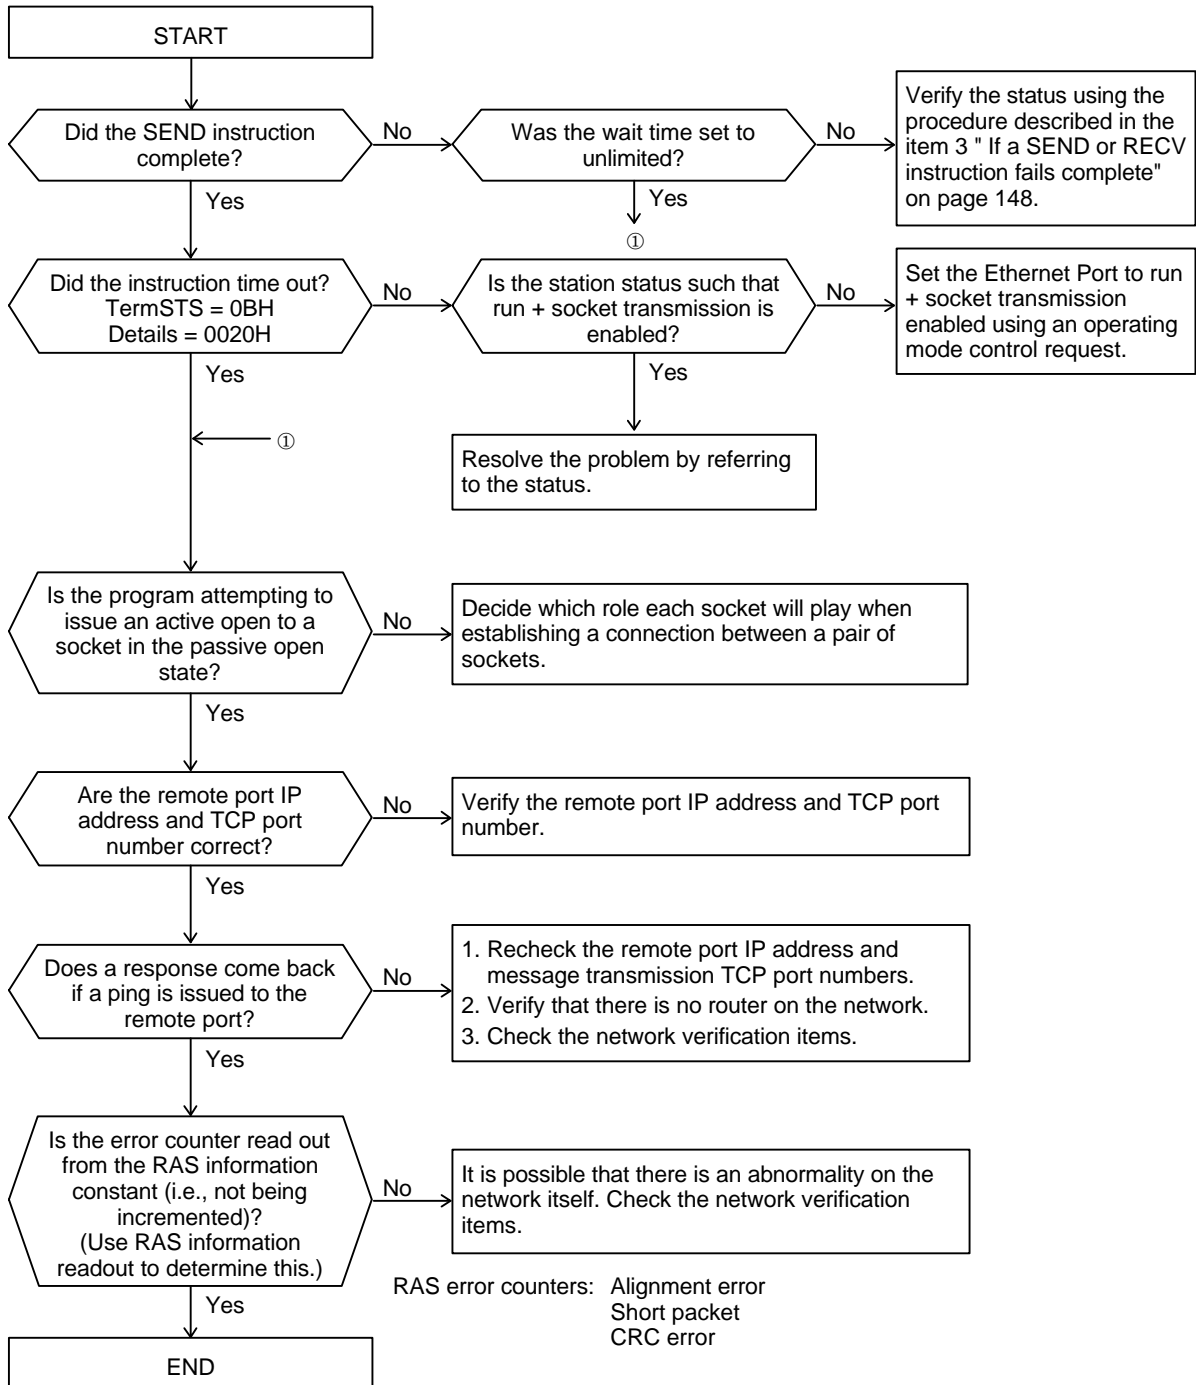 START
Did the SEND instruction
complete?
No
Was the wait time set to
unlimited?
No
Verify the status using the
procedure described in the
item 3 " If a SEND or RECV
instruction fails complete"
on page 148.
Yes
Yes
①
Did the instruction time out?
TermSTS = 0BH
Details = 0020H
No
Is the station status such that
run + socket transmission is
enabled?
No
Set the Ethernet Port to run
+ socket transmission
enabled using an operating
mode control request.
Yes
Yes
①
Resolve the problem by referring
to the status.
Is the program attempting to
issue an active open to a
socket in the passive open
state?
No
Decide which role each socket will play when
establishing a connection between a pair of
sockets.
Yes
Are the remote port IP
address and TCP port
number correct?
No
Verify the remote port IP address and TCP port
number.
Yes
Does a response come back
if a ping is issued to the
remote port?
No
1. Recheck the remote port IP address and
message transmission TCP port numbers.
2. Verify that there is no router on the network.
3. Check the network verification items.
Yes
Is the error counter read out
from the RAS information
constant (i.e., not being
incremented)?
(Use RAS information
readout to determine this.)
No
It is possible that there is an abnormality on the
network itself. Check the network verification
items.
Yes
RAS error counters: Alignment error
Short packet
CRC error
END